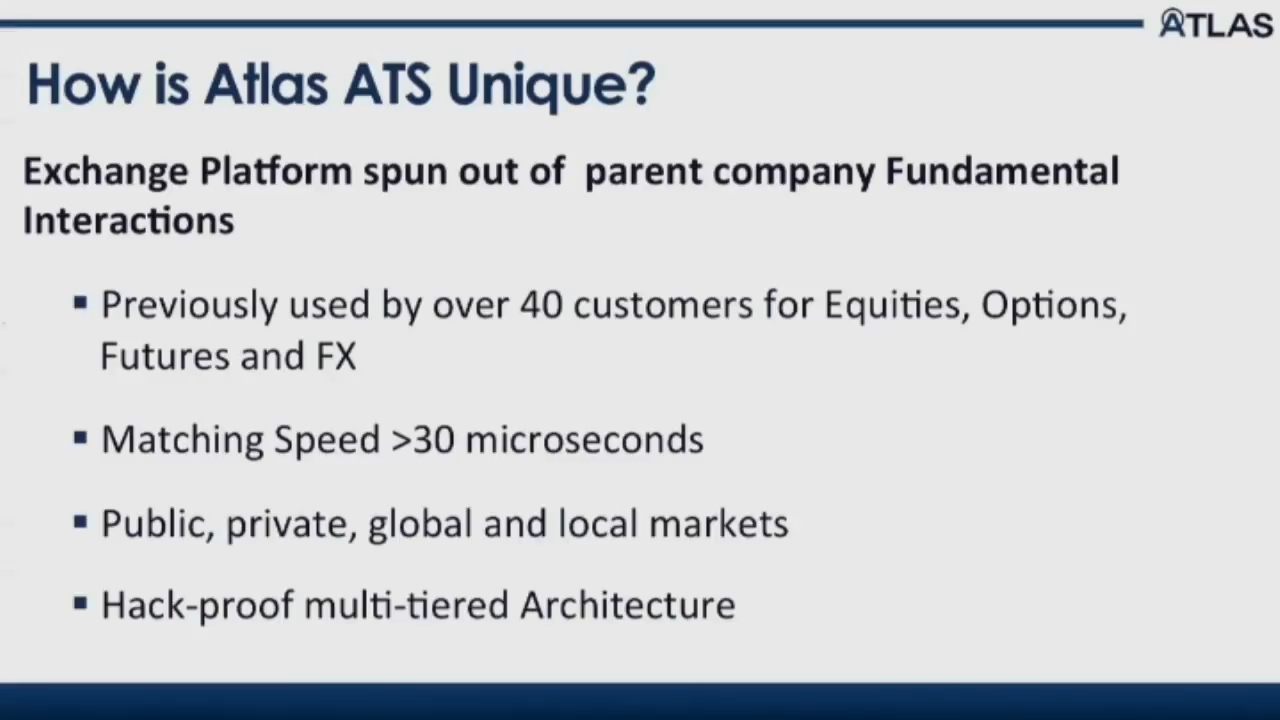 ATLAS
How is Atlas ATS Unique?
Exchange Platform spun out of parent company Fundamental
Interactions
▪ Previously used by over 40 customers for Equities, Options,
Futures and FX
▪ Matching Speed >30 microseconds
▪ Public, private, global and local markets
▪ Hack-proof multi-tiered Architecture